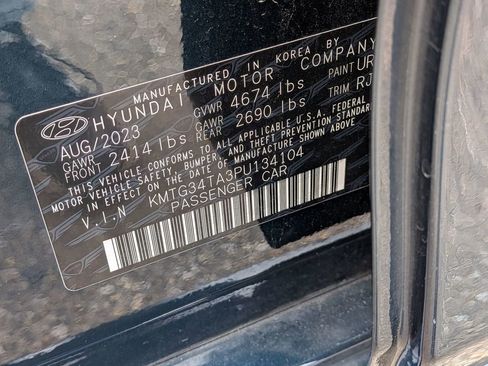 MANUFACTURED IN KOREA BY
HYUNDAI MOTOR COMPANY
AUG/2023 GVWR 4674 lbs PAINT UR
GAWR FRONT 2414 lbs GAWR REAR 2690 lbs TRIM RJ
THIS VEHICLE CONFORMS TO ALL APPLICABLE U.S.A. FEDERAL
MOTOR VEHICLE SAFETY, BUMPER, AND THEFT PREVENTION STANDARDS
IN EFFECT ON THE DATE OF MANUFACTURE SHOWN ABOVE.
V.I.N KMTG34TA3PU134104
PASSENGER CAR